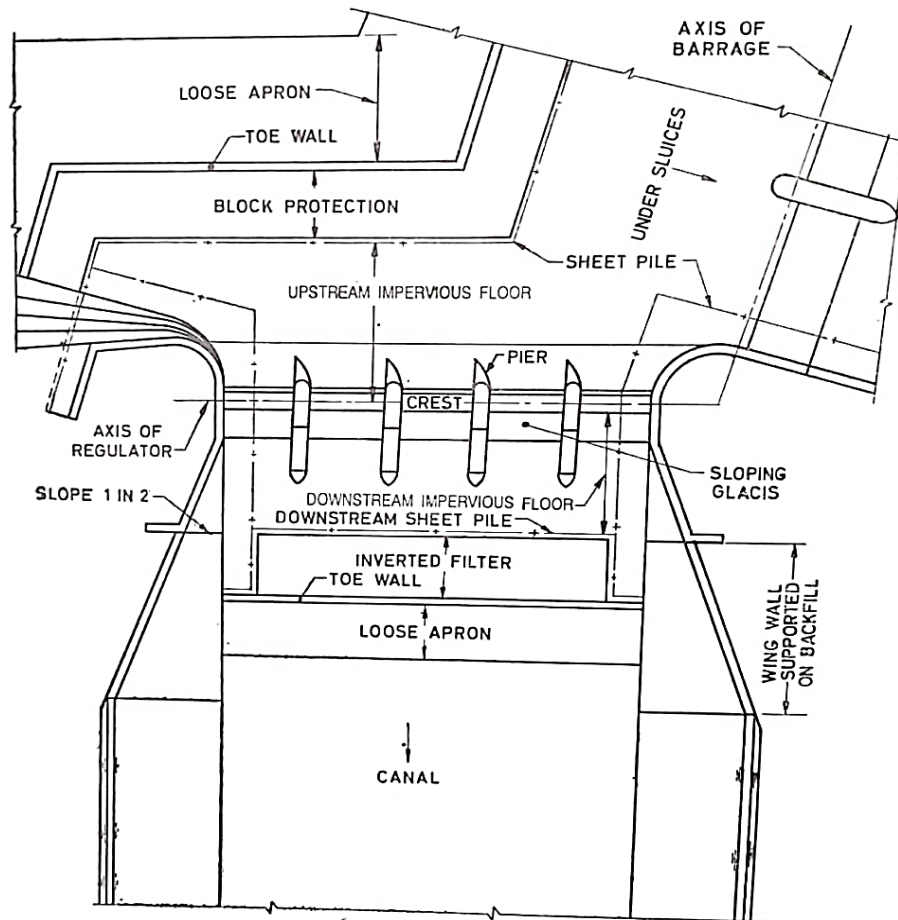 AXIS OF
BARRAGE
LOOSE APRON
TOE WALL
UNDER SLUICES
BLOCK PROTECTION
SHEET PILE
UPSTREAM IMPERVIOUS FLOOR
PIER
CREST
AXIS OF
REGULATOR
SLOPING
GLACIS
SLOPE 1 IN 2
DOWNSTREAM IMPERVIOUS FLOOR
DOWNSTREAM SHEET PILE
INVERTED FILTER
TOE WALL
LOOSE APRON
WING WALL
SUPPORTED
ON BACKFILL
CANAL